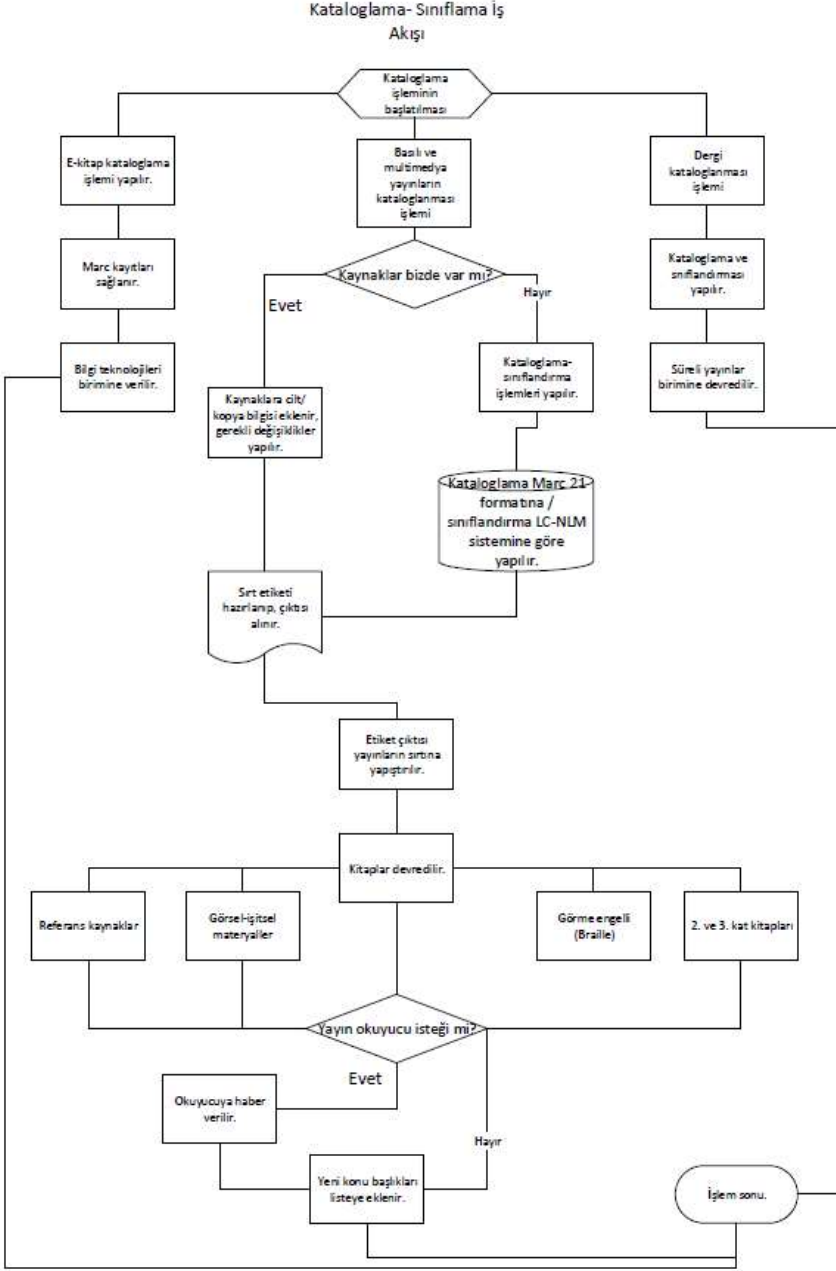 Kataloglama- Sınıflama İş
Akışı
Kataloglama
işleminin
başlatılması
E-kitap kataloglama
işlemi yapılır.
Basılı ve
multimedya
yayınların
kataloglanması
işlemi
Dergi
kataloglanması
işlemi
Marc kayıtları
sağlanır.
Kaynaklar bizde var mı?
Kataloglama ve
sınıflandırması
yapılır.
Evet
Hayır
Bilgi teknolojileri
birimine verilir.
Kaynaklara cilt/
kopya bilgisi eklenir,
gerekli değişiklikler
yapılır.
Kataloglama-
sınıflandırma
işlemleri yapılır.
Süreli yayınlar
birimine devredilir.
Kataloglama Marc 21
formatına /
sınıflandırma LC-NLM
sistemine göre
yapılır.
Sırt etiketi
hazırlanıp, çıktısı
alınır.
Etiket çıktısı
yayınların sırtına
yapıştırılır.
Kitaplar devredilir.
Referans kaynaklar
Görsel-işitsel
materyaller
Görme engelli
(Braille)
2. ve 3. kat kitapları
Yayın okuyucu isteği mi?
Evet
Okuyucuya haber
verilir.
Hayır
Yeni konu başlıkları
listeye eklenir.
İşlem sonu.